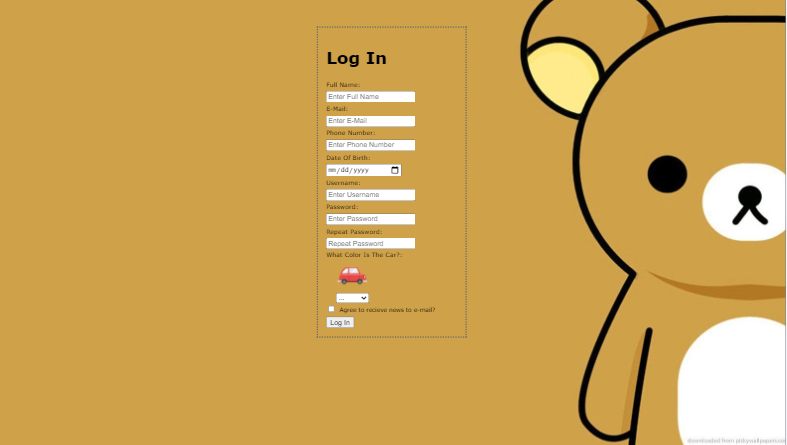 Log In
Full Name:
Enter Full Name
E-Mail:
Enter E-Mail
Phone Number:
Enter Phone Number
Date Of Birth:
mm/dd/yyyy
Username:
Enter Username
Password:
Enter Password
Repeat Password:
Repeat Password
What Color Is The Car?:
...
Agree to recieve news to e-mail?
Log In
downloaded from